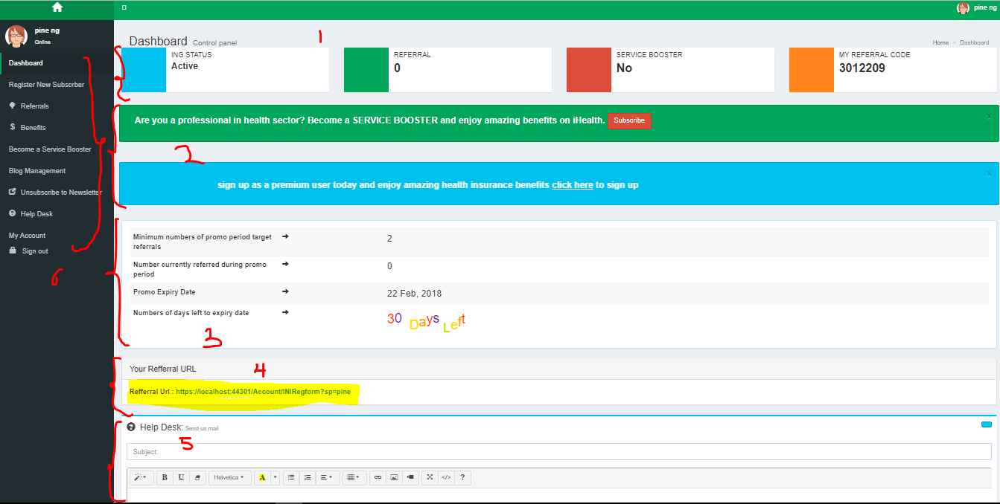 pine ng
pine ng
Online
Dashboard
Register New Subscrber
Referrals
$ Benefits
Become a Service Booster
Blog Management
Unsubscribe to Newsletter
Help Desk
My Account
Sign out
6
Dashboard Control panel
1
Home > Dashboard
ING STATUS
Active
REFERRAL
0
SERVICE BOOSTER
No
MY REFERRAL CODE
3012209
Are you a professional in health sector? Become a SERVICE BOOSTER and enjoy amazing benefits on iHealth. Subscribe
×
2
sign up as a premium user today and enjoy amazing health insurance benefits click here to sign up
×
Minimum numbers of promo period target
referrals
2
Number currently referred during promo
period
0
Promo Expiry Date
22 Feb, 2018
Numbers of days left to expiry date
30 Days Left
3
Your Refferral URL
4
Refferral Url : https://localhost:44301/Account/INIRegform?sp=pine
Help Desk: Send us mail
5
Subject:
B U Helvetica A </> ?